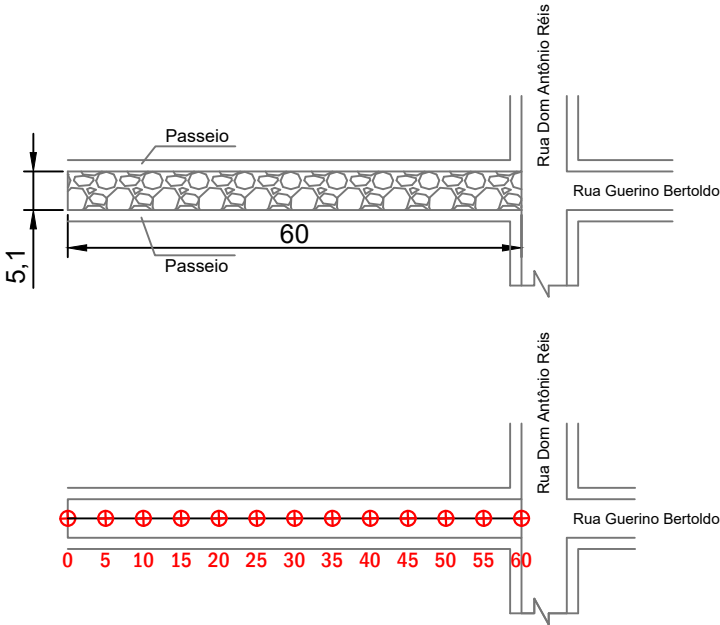 Rua Dom Antônio Réis
Passeio
Rua Guerino Bertoldo
60
5,1
Passeio
Rua Dom Antônio Réis
Rua Guerino Bertoldo
0 5 10 15 20 25 30 35 40 45 50 55 60